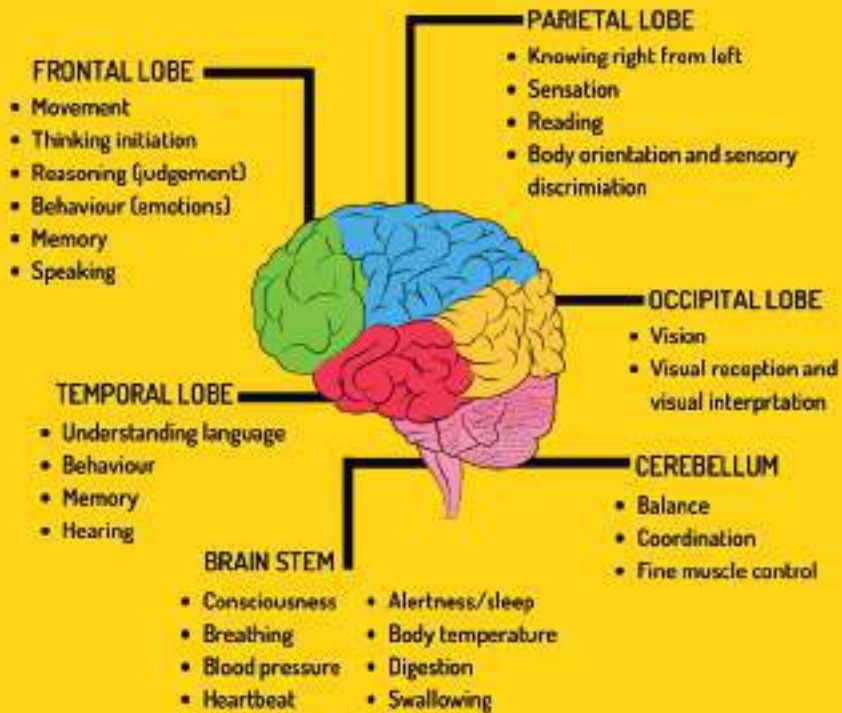 FRONTAL LOBE
• Movement
• Thinking initiation
• Reasoning (judgement)
• Behaviour (emotions)
• Memory
• Speaking
PARIETAL LOBE
• Knowing right from left
• Sensation
• Reading
• Body orientation and sensory
discrimiation
OCCIPITAL LOBE
• Vision
• Visual reception and
visual interprtation
TEMPORAL LOBE
• Understanding language
• Behaviour
• Memory
• Hearing
CEREBELLUM
• Balance
• Coordination
• Fine muscle control
BRAIN STEM
• Consciousness
• Breathing
• Blood pressure
• Heartbeat
• Alertness/sleep
• Body temperature
• Digestion
• Swallowing